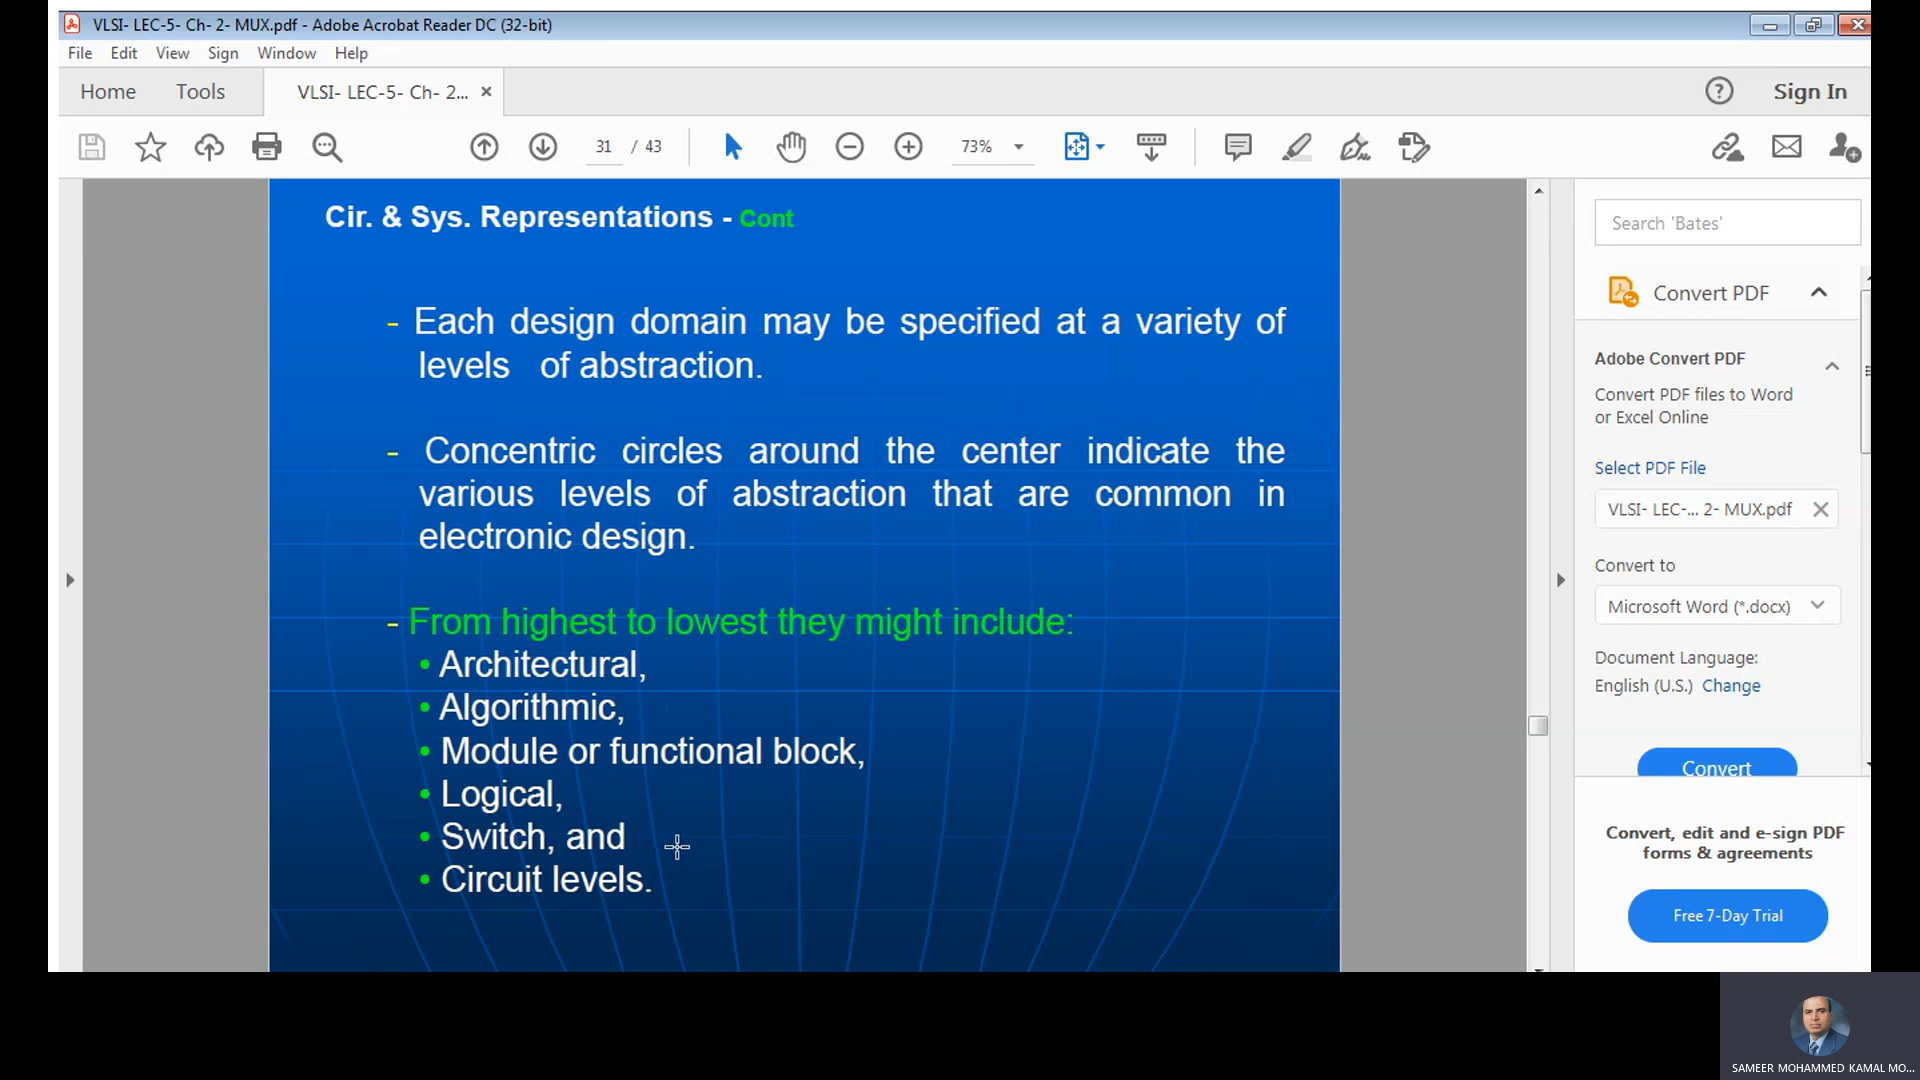 VLSI- LEC-5- Ch- 2- MUX.pdf - Adobe Acrobat Reader DC (32-bit)
File Edit View Sign Window Help
Home Tools VLSI- LEC-5- Ch- 2... ×
Sign In
31 / 43
73%
Cir. & Sys. Representations - Cont
- Each design domain may be specified at a variety of
levels of abstraction.
- Concentric circles around the center indicate the
various levels of abstraction that are common in
electronic design.
- From highest to lowest they might include:
• Architectural,
• Algorithmic,
• Module or functional block,
• Logical,
• Switch, and
• Circuit levels.
Search 'Bates'
Convert PDF
Adobe Convert PDF
Convert PDF files to Word
or Excel Online
Select PDF File
VLSI- LEC-... 2- MUX.pdf
Convert to
Microsoft Word (*.docx)
Document Language:
English (U.S.) Change
Convert
Convert, edit and e-sign PDF
forms & agreements
Free 7-Day Trial
SAMEER MOHAMMED KAMAL MO...